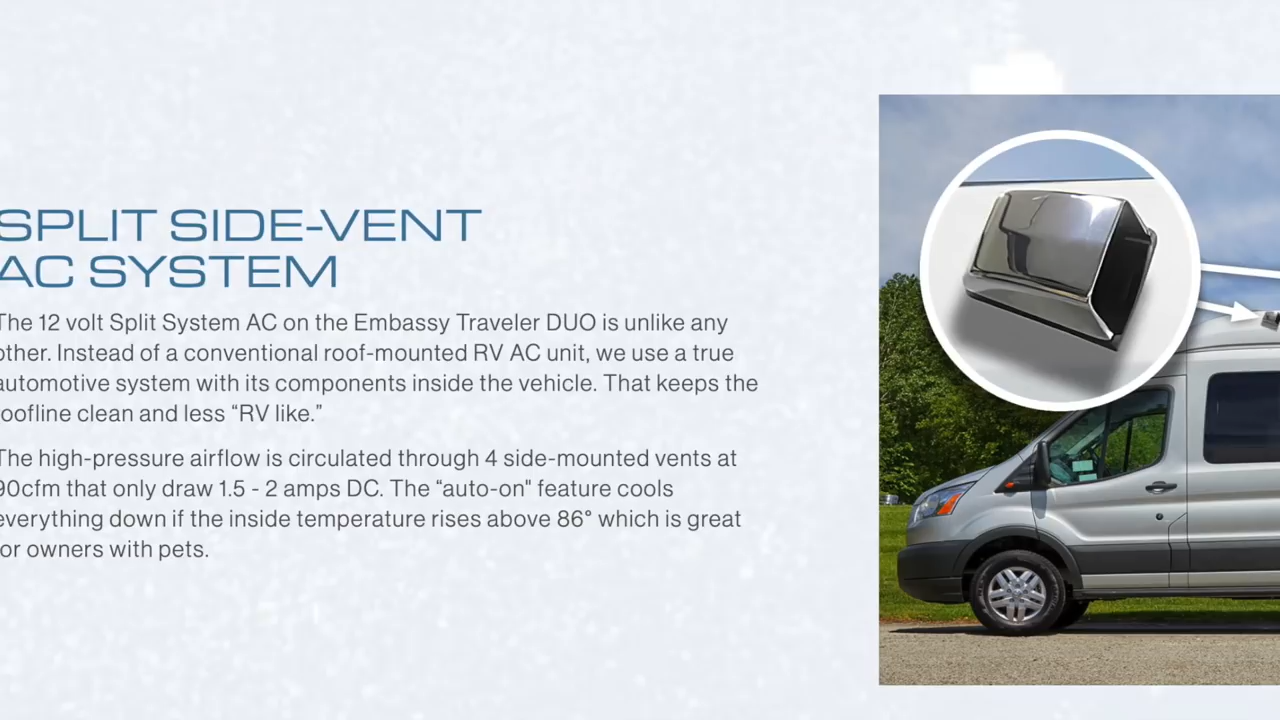 SPLIT SIDE-VENT
AC SYSTEM
The 12 volt Split System AC on the Embassy Traveler DUO is unlike any
other. Instead of a conventional roof-mounted RV AC unit, we use a true
automotive system with its components inside the vehicle. That keeps the
roofline clean and less “RV like.”
The high-pressure airflow is circulated through 4 side-mounted vents at
90cfm that only draw 1.5 - 2 amps DC. The “auto-on" feature cools
everything down if the inside temperature rises above 86° which is great
for owners with pets.